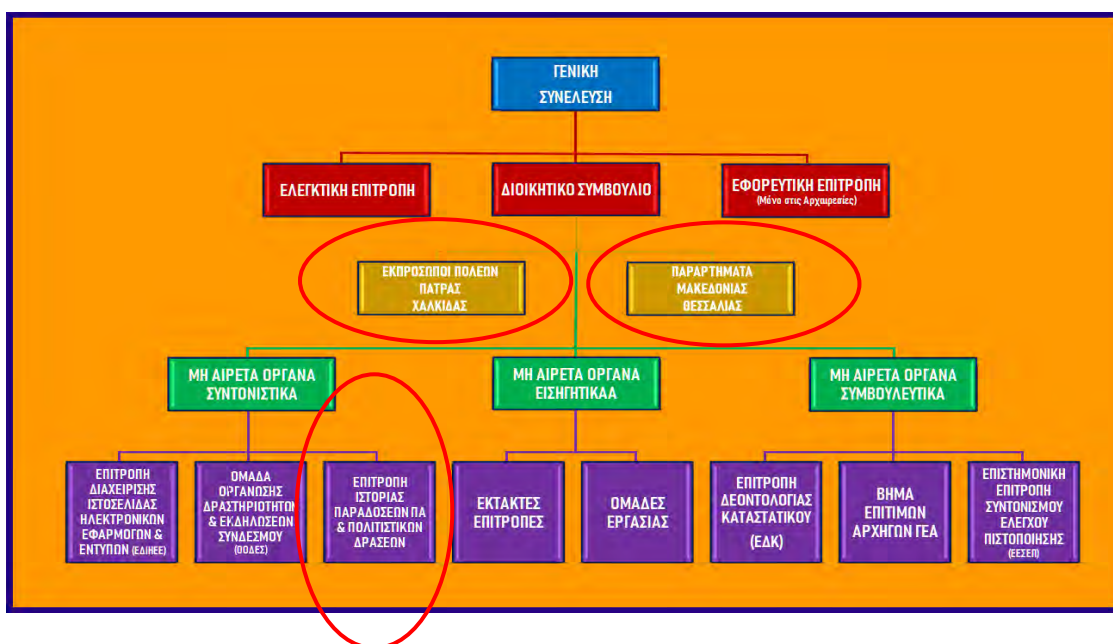 ΓΕΝΙΚΗ
ΣΥΝΕΛΕΥΣΗ
ΕΛΕΓΚΤΙΚΗ ΕΠΙΤΡΟΠΗ
ΔΙΟΙΚΗΤΙΚΟ ΣΥΜΒΟΥΛΙΟ
ΕΦΟΡΕΥΤΙΚΗ ΕΠΙΤΡΟΠΗ
(Μόνο στις Αρχαιρεσίες)
ΕΚΠΡΟΣΩΠΟΙ ΠΟΛΕΩΝ
ΠΑΤΡΑΣ
ΧΑΛΚΙΔΑΣ
ΠΑΡΑΡΤΗΜΑΤΑ
ΜΑΚΕΔΟΝΙΑΣ
ΘΕΣΣΑΛΙΑΣ
ΜΗ ΑΙΡΕΤΑ ΟΡΓΑΝΑ
ΣΥΝΤΟΝΙΣΤΙΚΑ
ΜΗ ΑΙΡΕΤΑ ΟΡΓΑΝΑ
ΕΙΣΗΓΗΤΙΚΑΑ
ΜΗ ΑΙΡΕΤΑ ΟΡΓΑΝΑ
ΣΥΜΒΟΥΛΕΥΤΙΚΑ
ΕΠΙΤΡΟΠΗ
ΔΙΑΧΕΙΡΙΣΗΣ
ΙΣΤΟΣΕΛΙΔΑΣ
ΗΛΕΚΤΡΟΝΙΚΩΝ
ΕΦΑΡΜΟΓΩΝ &
ΕΝΤΥΠΩΝ (ΕΔΙΗΕΕ)
ΟΜΑΔΑ
ΟΡΓΑΝΩΣΗΣ
ΔΡΑΣΤΗΡΙΟΤΗΤΩΝ
& ΕΚΔΗΛΩΣΕΩΝ
ΣΥΝΔΕΣΜΟΥ
(ΟΟΔΕΣ)
ΕΠΙΤΡΟΠΗ
ΙΣΤΟΡΙΑΣ
ΠΑΡΑΔΟΣΕΩΝ ΠΑ
& ΠΟΛΙΤΙΣΤΙΚΩΝ
ΔΡΑΣΕΩΝ
ΕΚΤΑΚΤΕΣ
ΕΠΙΤΡΟΠΕΣ
ΟΜΑΔΕΣ
ΕΡΓΑΣΙΑΣ
ΕΠΙΤΡΟΠΗ
ΔΕΟΝΤΟΛΟΓΙΑΣ
ΚΑΤΑΣΤΑΤΙΚΟΥ
(ΕΔΚ)
ΒΗΜΑ
ΕΠΙΤΙΜΩΝ
ΑΡΧΗΓΩΝ ΓΕΑ
ΕΠΙΣΤΗΜΟΝΙΚΗ
ΕΠΙΤΡΟΠΗ
ΣΥΝΤΟΝΙΣΜΟΥ
ΕΛΕΓΧΟΥ
ΠΙΣΤΟΠΟΙΗΣΗΣ
(ΕΕΣΕΠ)